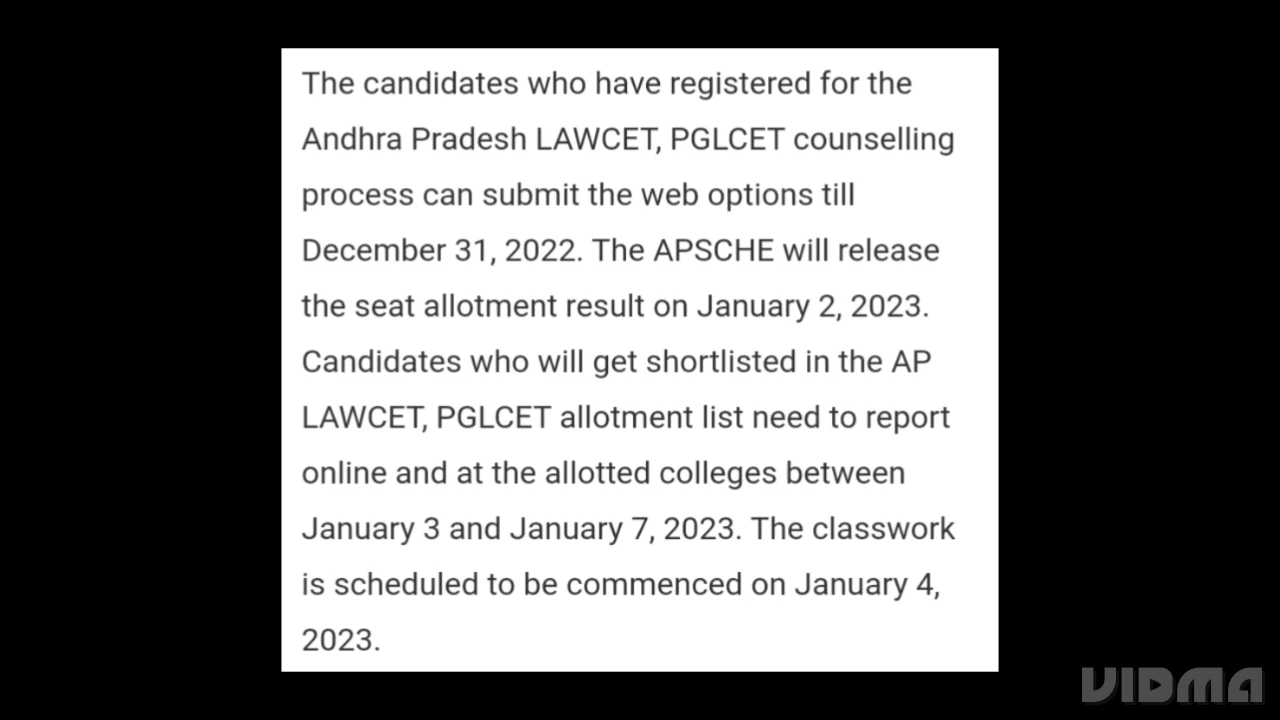 The candidates who have registered for the
Andhra Pradesh LAWCET, PGLCET counselling
process can submit the web options till
December 31, 2022. The APSCHE will release
the seat allotment result on January 2, 2023.
Candidates who will get shortlisted in the AP
LAWCET, PGLCET allotment list need to report
online and at the allotted colleges between
January 3 and January 7, 2023. The classwork
is scheduled to be commenced on January 4,
2023.
VIDMA